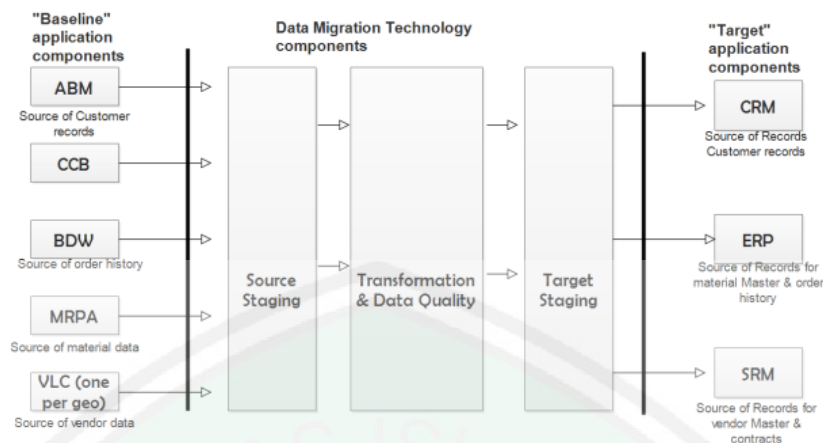 "Baseline"
application
components
Data Migration Technology
components
"Target"
application
components
ABM
Source of Customer
records
CCB
BDW
Source of order history
MRPA
Source of material data
VLC (one
per geo)
Source of vendor data
Source
Staging
Transformation
& Data Quality
Target
Staging
CRM
Source of Records
Customer records
ERP
Source of Records for
material Master & order
history
SRM
Source of Records for
vendor Master &
contracts